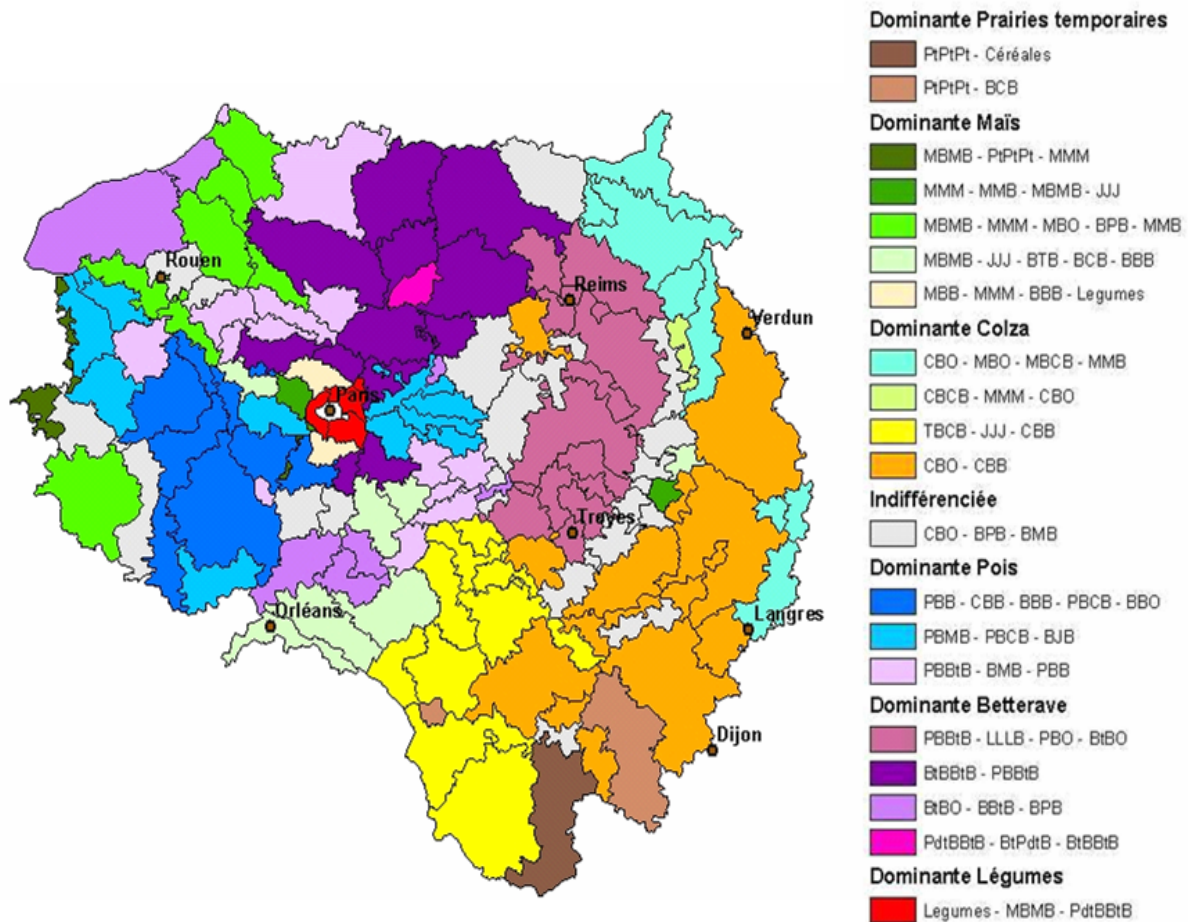 Rouen
Reims
Verdun
Paris
Troyes
Orléans
Langres
Dijon
Dominante Prairies temporaires
PtPtPt - Céréales
PtPtPt - BCB
Dominante Maïs
MBMB - PtPtPt - MMM
MMM - MMB - MBMB - JJJ
MBMB - MMM - MBO - BPB - MMB
MBMB - JJJ - BTB - BCB - BBB
MBB - MMM - BBB - Legumes
Dominante Colza
CBO - MBO - MBCB - MMB
CBCB - MMM - CBO
TBCB - JJJ - CBB
CBO - CBB
Indifférenciée
CBO - BPB - BMB
Dominante Pois
PBB - CBB - BBB - PBCB - BBO
PBMB - PBCB - BJB
PBBtB - BMB - PBB
Dominante Betterave
PBBtB - LLLB - PBO - BtBO
BtBBtB - PBBtB
BtBO - BBtB - BPB
PdtBBtB - BtPdtB - BtBBtB
Dominante Légumes
Legumes - MBMB - PdtBBtB